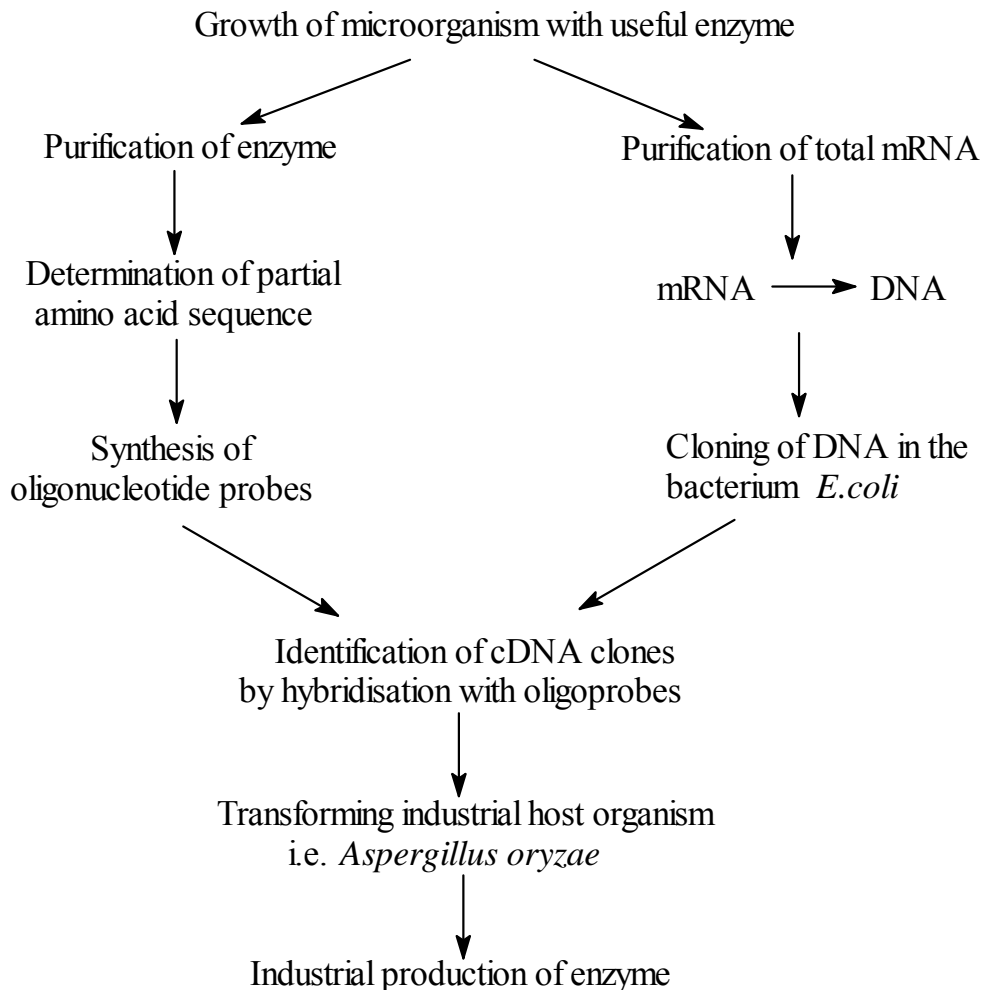 Growth of microorganism with useful enzyme
Purification of enzyme
Purification of total mRNA
Determination of partial
amino acid sequence
mRNA
DNA
Synthesis of
oligonucleotide probes
Cloning of DNA in the
bacterium E.coli
Identification of cDNA clones
by hybridisation with oligoprobes
Transforming industrial host organism
i.e. Aspergillus oryzae
Industrial production of enzyme